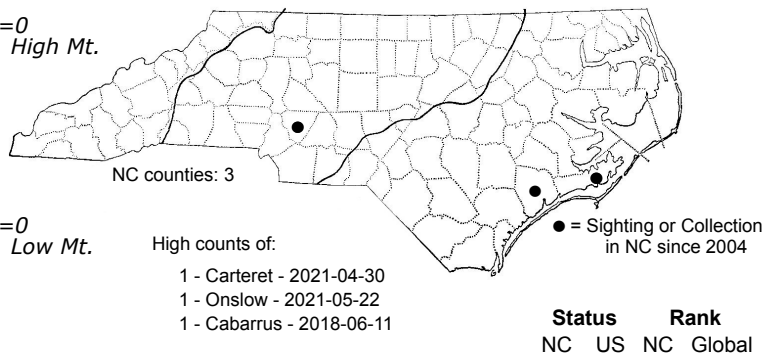 =0
High Mt.
NC counties: 3
=0
Low Mt.
● = Sighting or Collection
in NC since 2004
High counts of:
1 - Carteret - 2021-04-30
1 - Onslow - 2021-05-22
1 - Cabarrus - 2018-06-11
Status Rank
NC US NC Global